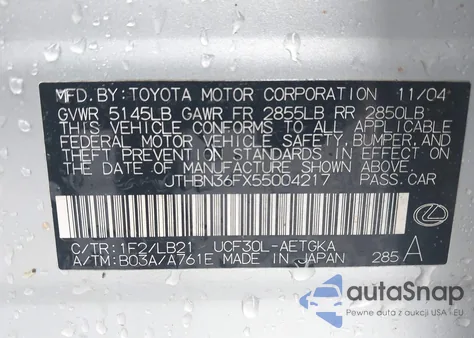 MFD.BY:TOYOTA MOTOR CORPORATION 11/04
GVWR 5145LB GAWR FR 2855LB RR 2850LB
THIS VEHICLE CONFORMS TO ALL APPLICABLE
FEDERAL MOTOR VEHICLE SAFETY, BUMPER,
AND THEFT PREVENTION STANDARDS IN EFFECT ON
THE DATE OF MANUFACTURE SHOWN ABOVE.
JTHBN36FX55004217 PASS.CAR
C/TR:1F2/LB21 UCF30L-AETGKA
A/TM:B03A/A761E MADE IN JAPAN 285 A
autoSnap
Pewne auta z aukcji USA i EU